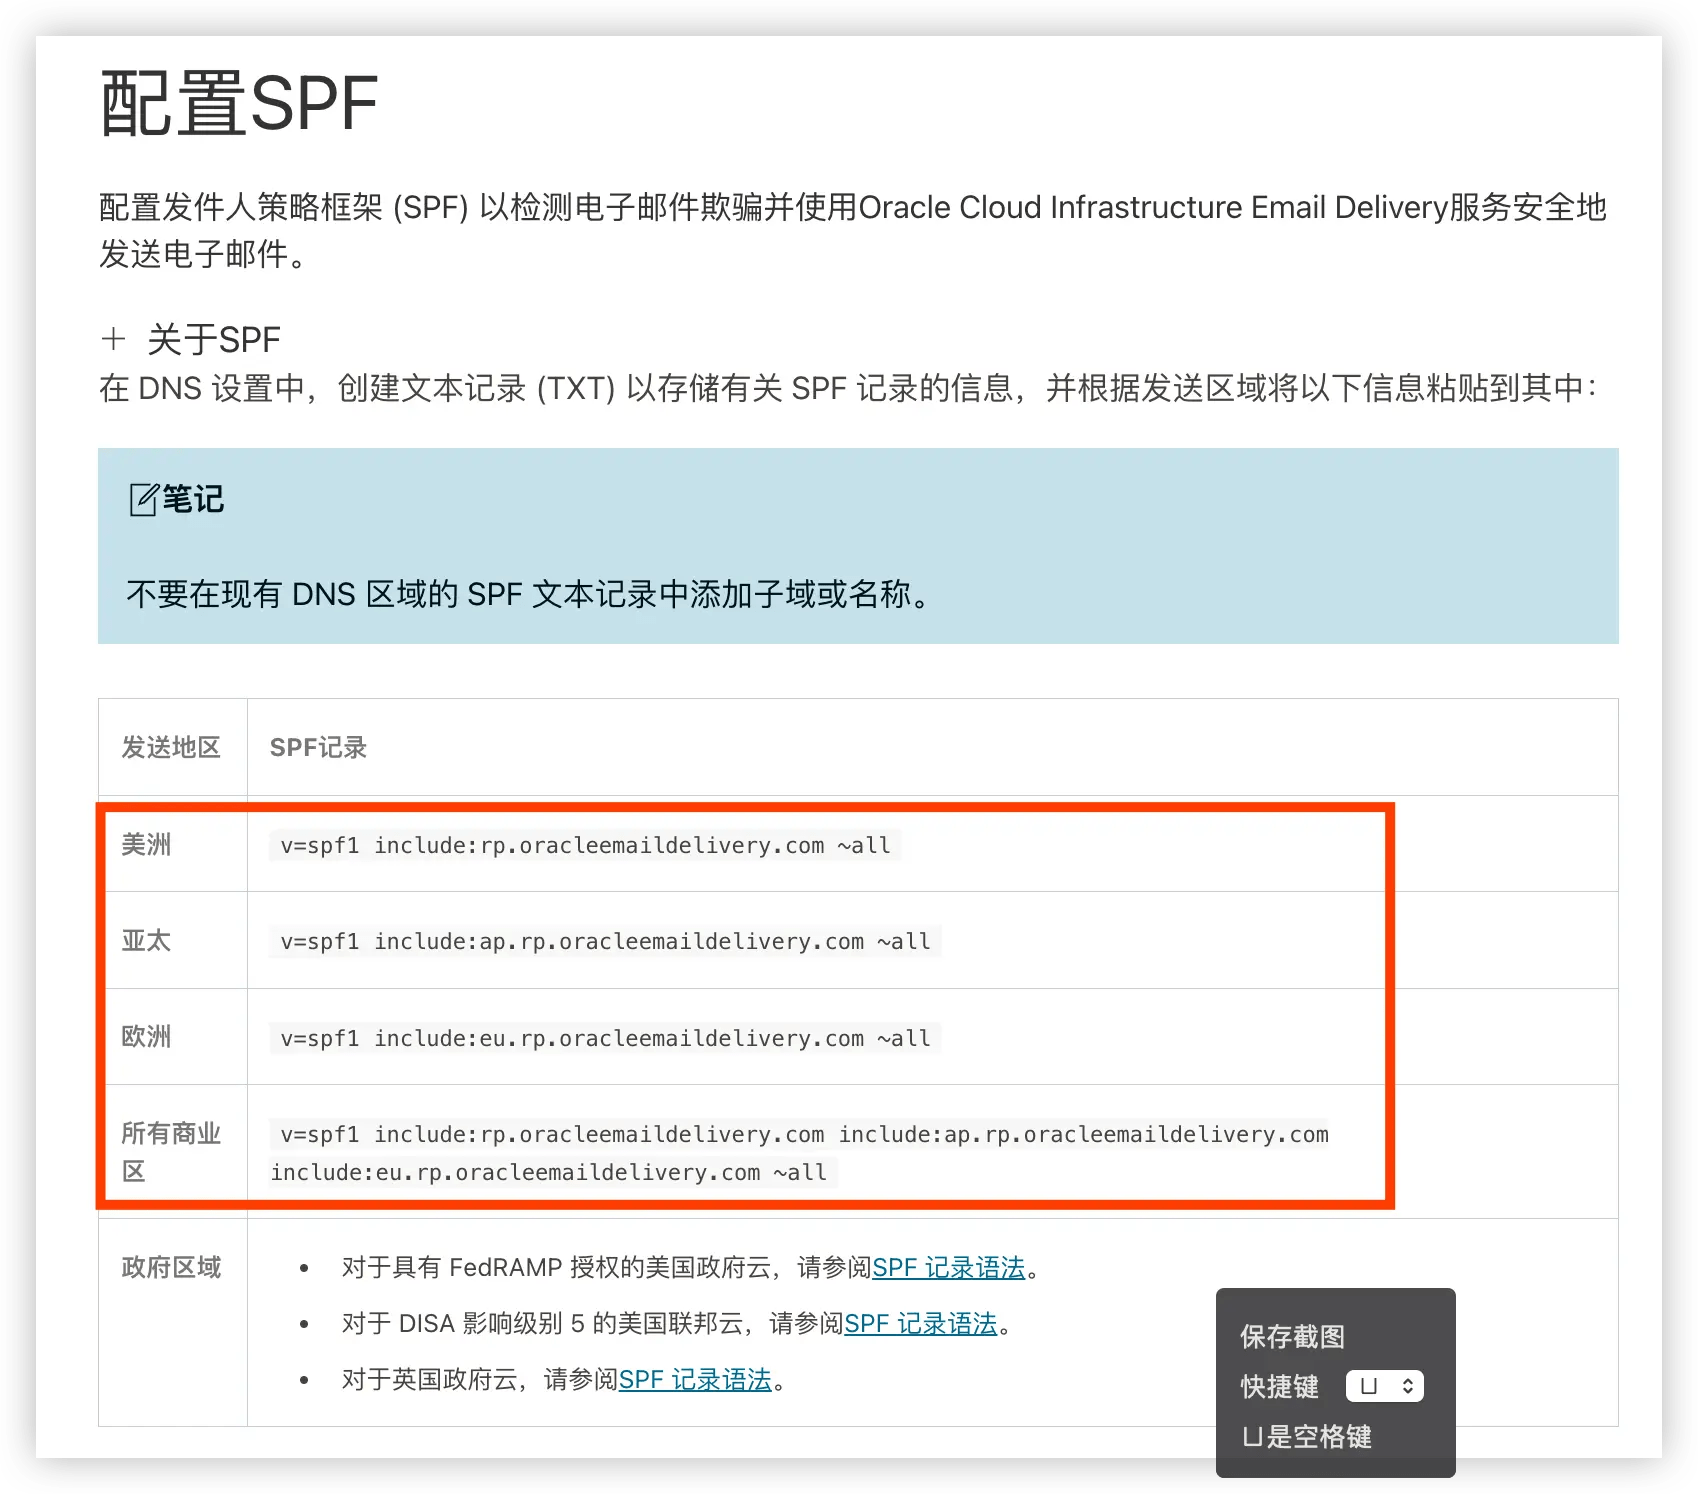 配置SPF
配置发件人策略框架 (SPF) 以检测电子邮件欺骗并使用Oracle Cloud Infrastructure Email Delivery服务安全地
发送电子邮件。
＋ 关于SPF
在 DNS 设置中，创建文本记录 (TXT) 以存储有关 SPF 记录的信息，并根据发送区域将以下信息粘贴到其中：
笔记
不要在现有 DNS 区域的 SPF 文本记录中添加子域或名称。
发送地区 SPF记录
美洲 v=spf1 include:rp.oracleemaildelivery.com ~all
亚太 v=spf1 include:ap.rp.oracleemaildelivery.com ~all
欧洲 v=spf1 include:eu.rp.oracleemaildelivery.com ~all
所有商业 v=spf1 include:rp.oracleemaildelivery.com include:ap.rp.oracleemaildelivery.com
区 include:eu.rp.oracleemaildelivery.com ~all
政府区域 • 对于具有 FedRAMP 授权的美国政府云，请参阅SPF 记录语法。
• 对于 DISA 影响级别 5 的美国联邦云，请参阅SPF 记录语法。
• 对于英国政府云，请参阅SPF 记录语法。
保存截图
快捷键 凵
凵是空格键